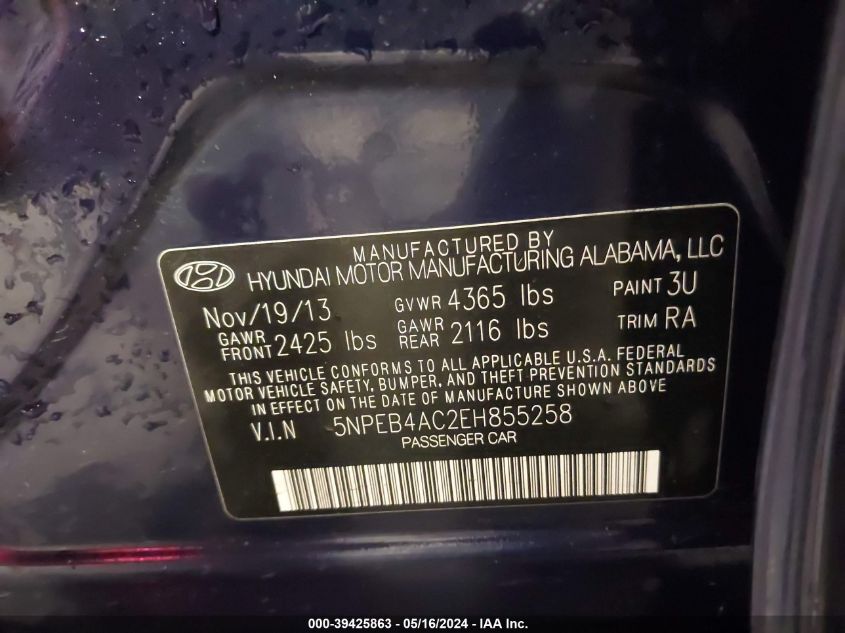 MANUFACTURED BY
HYUNDAI MOTOR MANUFACTURING ALABAMA, LLC
Nov/19/13 GVWR 4365 lbs PAINT 3U
GAWR FRONT 2425 lbs GAWR REAR 2116 lbs TRIM RA
THIS VEHICLE CONFORMS TO ALL APPLICABLE U.S.A. FEDERAL
MOTOR VEHICLE SAFETY, BUMPER, AND THEFT PREVENTION STANDARDS
IN EFFECT ON THE DATE OF MANUFACTURE SHOWN ABOVE
V.I.N 5NPEB4AC2EH855258
PASSENGER CAR
000-39425863 - 05/16/2024 - IAA Inc.